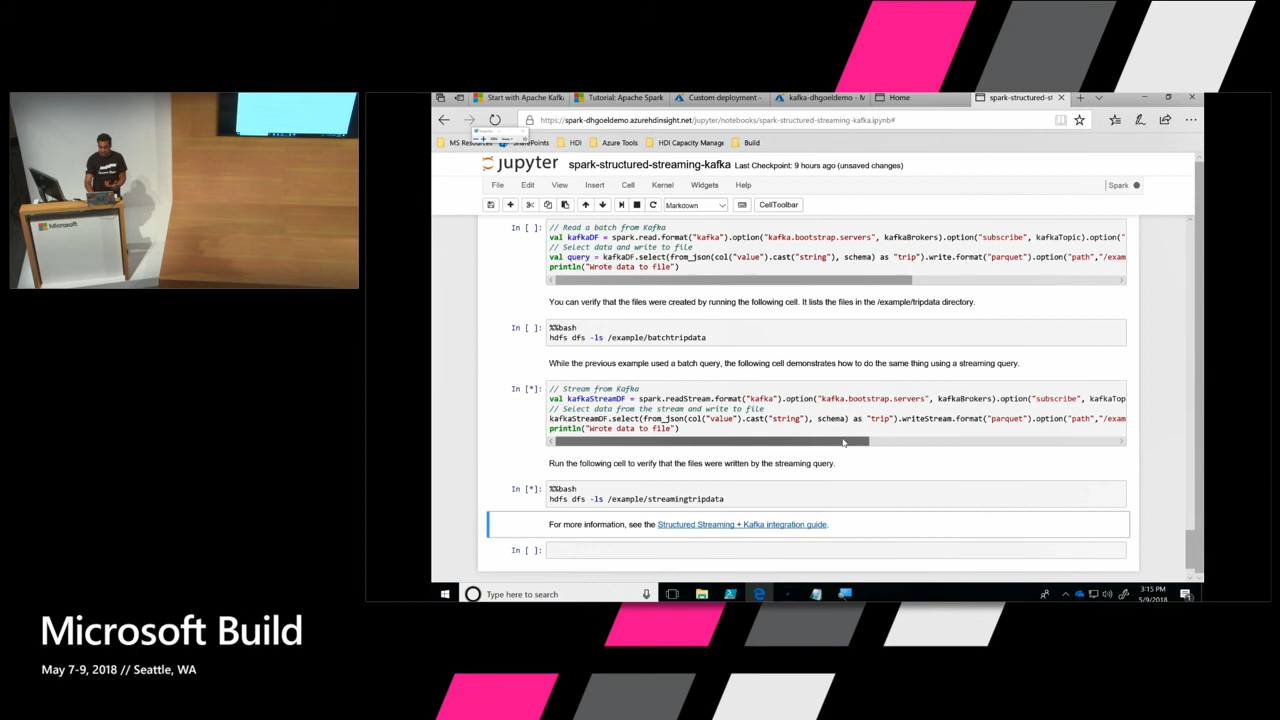 Microsoft
Start with Apache Kafk
Tutorial: Apache Spark
Custom deployment -
kafka-dhgoeldemo - M
Home
spark-structured-st
https://spark-dhgoeldemo.azurehdinsight.net/jupyter/notebooks/spark-structured-streaming-kafka.ipynb#
MS Resources
SharePoints
HDI
Azure Tools
HDI Capacity Manage
Build
jupyter spark-structured-streaming-kafka Last Checkpoint: 9 hours ago (unsaved changes)
File Edit View Insert Cell Kernel Widgets Help Spark
Markdown CellToolbar
In [ ]: // Read a batch from Kafka
val kafkaDF = spark.read.format("kafka").option("kafka.bootstrap.servers", kafkaBrokers).option("subscribe", kafkaTopic).option("
// Select data and write to file
val query = kafkaDF.select(from_json(col("value").cast("string"), schema) as "trip").write.format("parquet").option("path","/exam
println("Wrote data to file")
You can verify that the files were created by running the following cell. It lists the files in the /example/tripdata directory.
In [ ]: %%bash
hdfs dfs -ls /example/batchtripdata
While the previous example used a batch query, the following cell demonstrates how to do the same thing using a streaming query.
In [*]: // Stream from Kafka
val kafkaStreamDF = spark.readStream.format("kafka").option("kafka.bootstrap.servers", kafkaBrokers).option("subscribe", kafkaTop
// Select data from the stream and write to file
kafkaStreamDF.select(from_json(col("value").cast("string"), schema) as "trip").writeStream.format("parquet").option("path","/exam
println("Wrote data to file")
Run the following cell to verify that the files were written by the streaming query.
In [*]: %%bash
hdfs dfs -ls /example/streamingtripdata
For more information, see the Structured Streaming + Kafka integration guide.
In [ ]:
Type here to search
3:15 PM
5/9/2018
Microsoft Build
May 7-9, 2018 // Seattle, WA